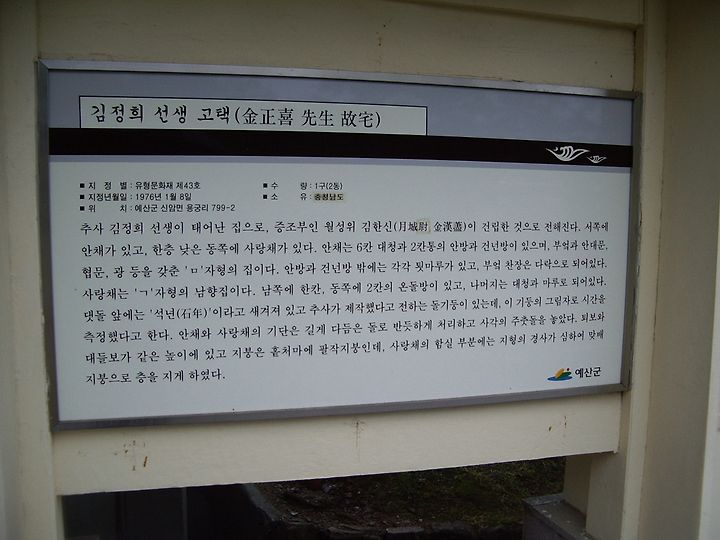 김정희 선생 고택(金正喜 先生 故宅)
■ 지 정 별 : 유형문화재 제43호 ■ 수 량 : 1구(2동)
■ 지정년월일 : 1976년 1월 8일 ■ 소 유 : 충청남도
■ 위 치 : 예산군 신암면 용궁리 799-2
추사 김정희 선생이 태어난 집으로, 증조부인 월성위 김한신(月城尉 金漢藎)이 건립한 것으로 전해진다. 서쪽에
안채가 있고, 한층 낮은 동쪽에 사랑채가 있다. 안채는 6칸 대청과 2칸통의 안방과 건넌방이 있으며, 부엌과 안대문,
협문, 광 등을 갖춘 'ㅁ'자형의 집이다. 안방과 건넌방 밖에는 각각 툇마루가 있고, 부엌 찬장은 다락으로 되어있다.
사랑채는 'ㄱ'자형의 남향집이다. 남쪽에 한칸, 동쪽에 2칸의 온돌방이 있고, 나머지는 대청과 마루로 되어있다.
댓돌 앞에는 '석년(石年)'이라고 새겨져 있고 추사가 제작했다고 전하는 돌기둥이 있는데, 이 기둥의 그림자로 시간을
측정했다고 한다. 안채와 사랑채의 기단은 길게 다듬은 돌로 반듯하게 처리하고 사각의 주춧돌을 놓았다. 퇴보와
대들보가 같은 높이에 있고 지붕은 홑처마에 팔작지붕인데, 사랑채의 합실 부분에는 지형의 경사가 심하여 맞배
지붕으로 층을 지게 하였다.
예산군